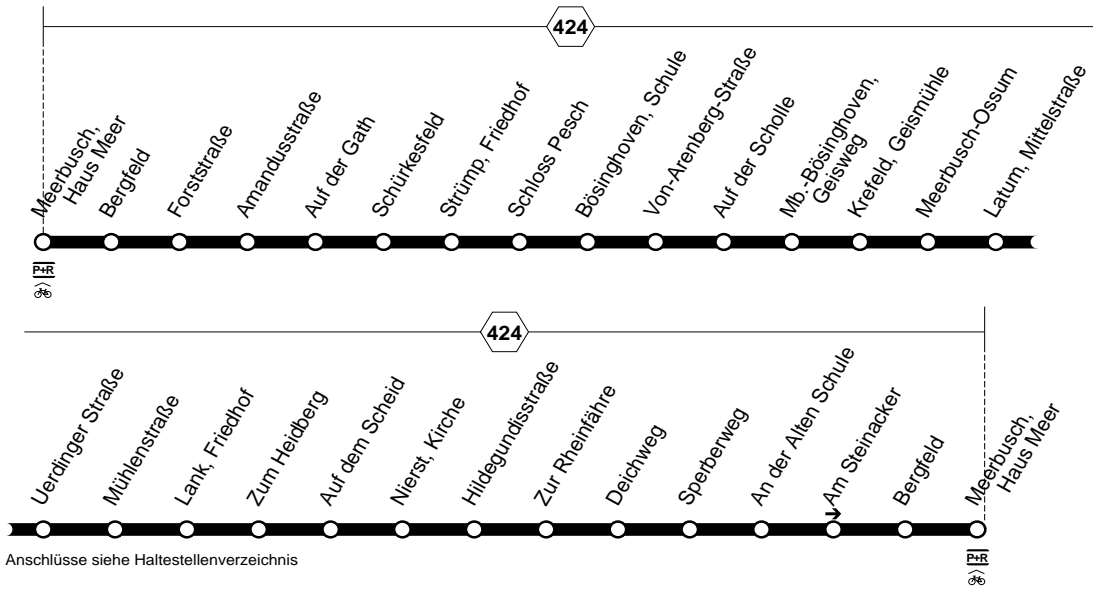 424
Meerbusch,
Haus Meer
Bergfeld
Forststraße
Amandusstraße
Auf der Gath
Schürkesfeld
Strümp, Friedhof
Schloss Pesch
Bösinghoven, Schule
Von-Arenberg-Straße
Auf der Scholle
Mb.-Bösinghoven,
Geisweg
Krefeld, Geismühle
Meerbusch-Ossum
Latum, Mittelstraße
P+R
424
Uerdinger Straße
Mühlenstraße
Lank, Friedhof
Zum Heidberg
Auf dem Scheid
Nierst, Kirche
Hildegundisstraße
Zur Rheinfähre
Deichweg
Sperberweg
An der Alten Schule
Am Steinacker
Bergfeld
Meerbusch,
Haus Meer
Anschlüsse siehe Haltestellenverzeichnis
P+R